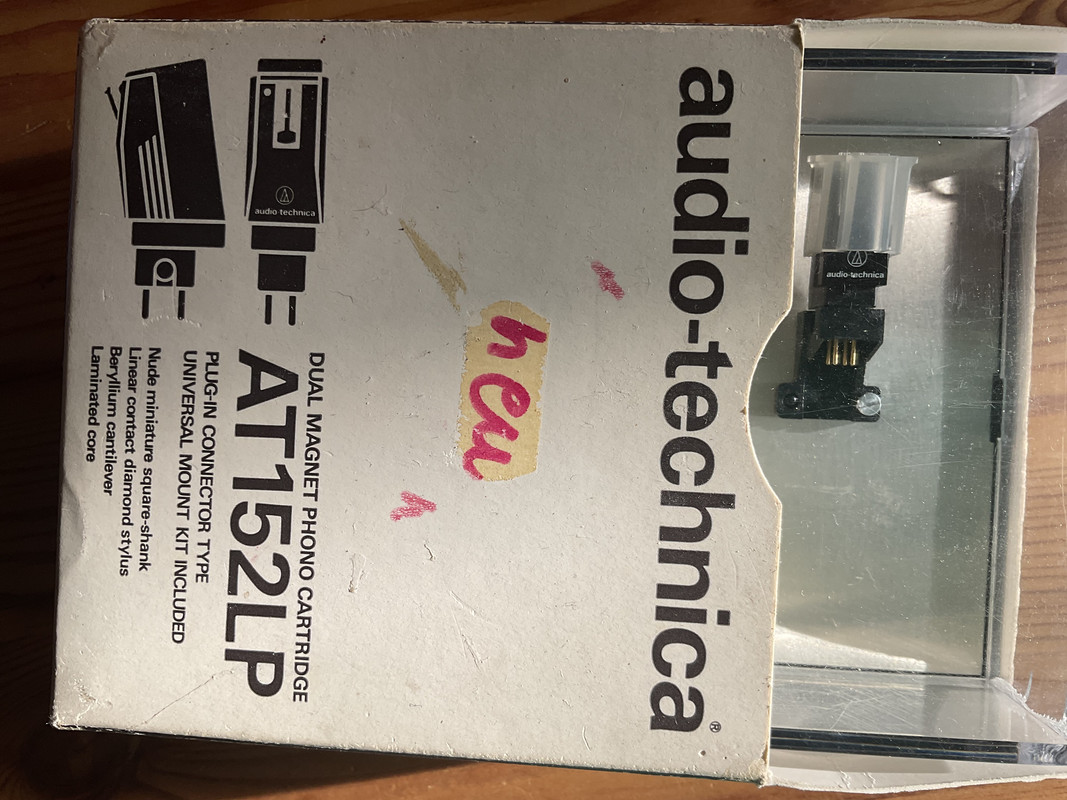 audio-technica®
neu
DUAL MAGNET PHONO CARTRIDGE
AT152LP
PLUG-IN CONNECTOR TYPE
UNIVERSAL MOUNT KIT INCLUDED
Nude miniature square-shank
Linear contact diamond stylus
Beryllium cantilever
Laminated core
audio-technica
audio-technica